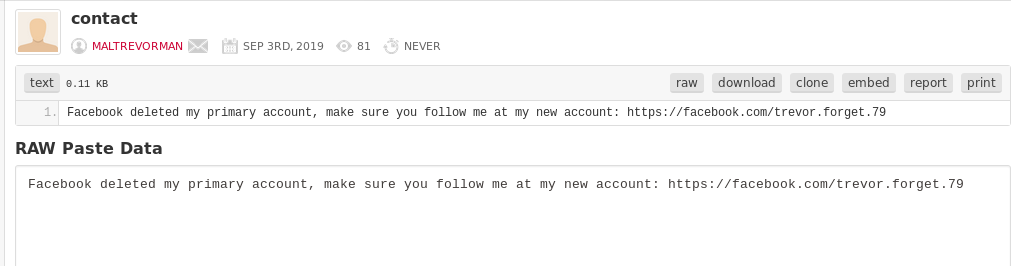 contact
MALTREVORMAN SEP 3RD, 2019 81 NEVER
text 0.11 KB raw download clone embed report print
1. Facebook deleted my primary account, make sure you follow me at my new account: https://facebook.com/trevor.forget.79
RAW Paste Data
Facebook deleted my primary account, make sure you follow me at my new account: https://facebook.com/trevor.forget.79